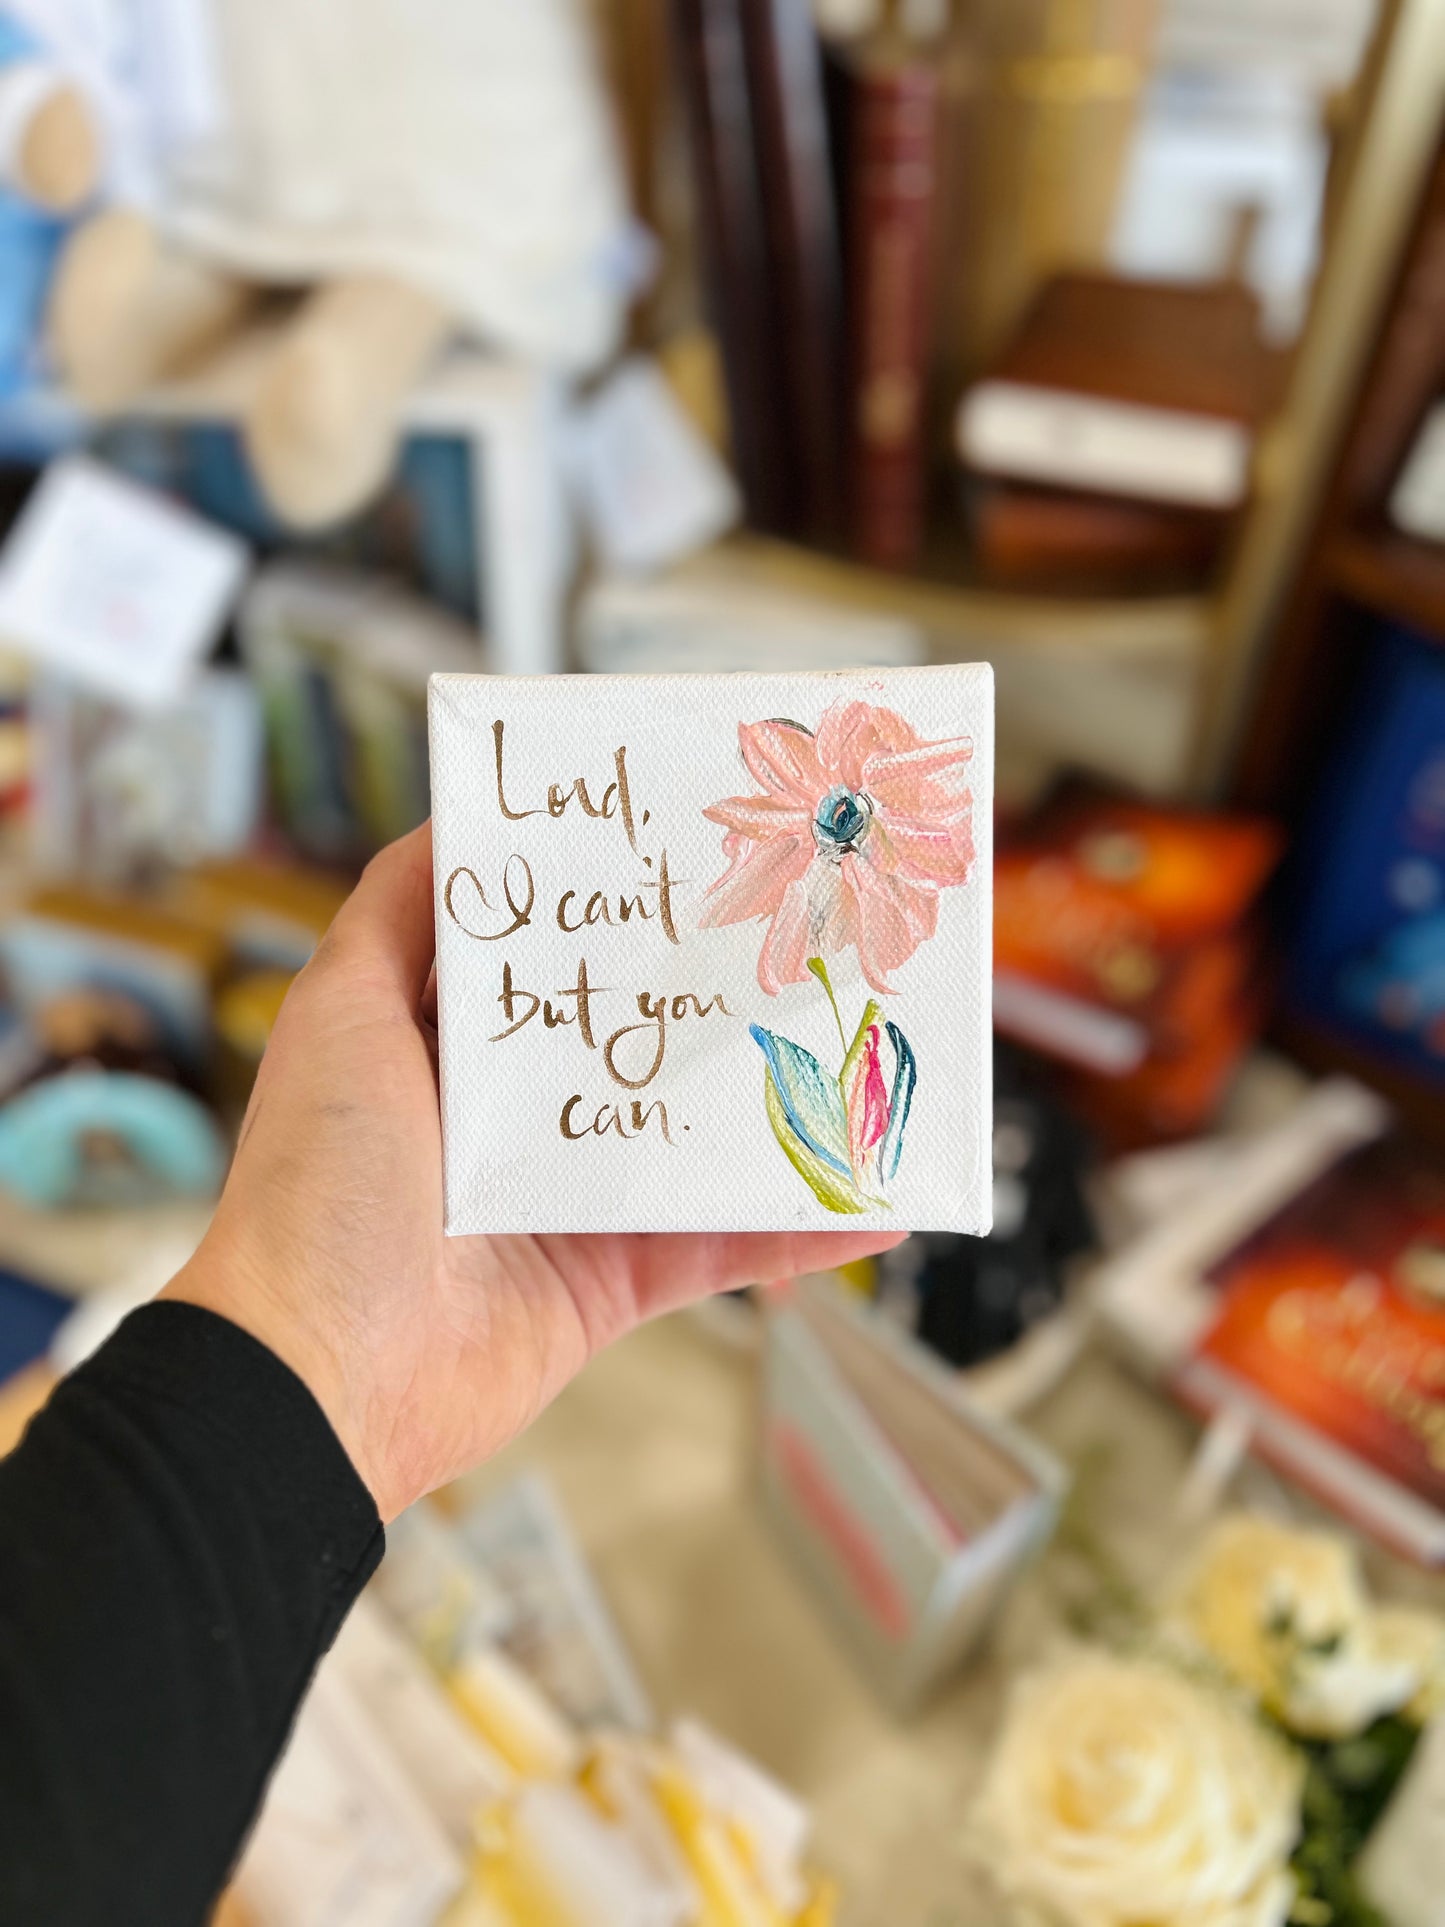 Lord,
I can't
but you
can.